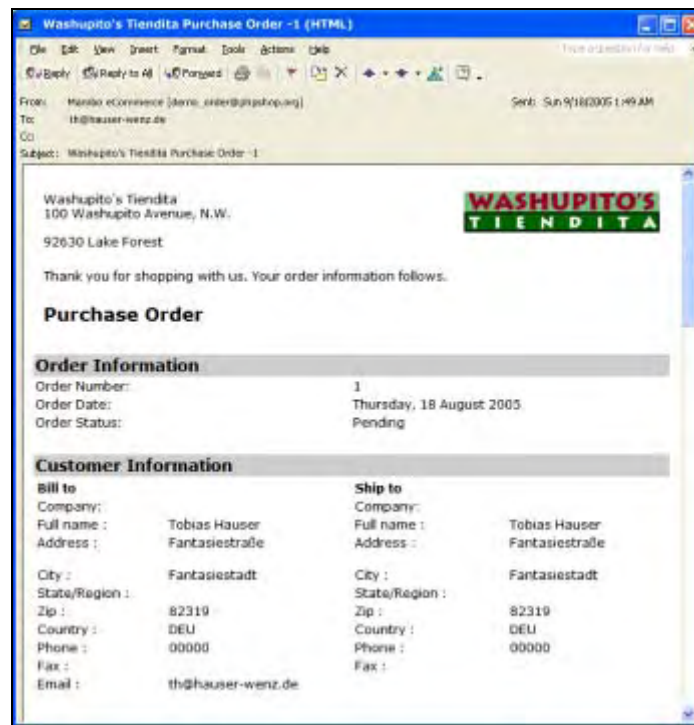 Washupito's Tiendita Purchase Order -1 (HTML)
File Edit View Insert Format Tools Actions Help
Reply Reply to All Forward
From: Mambo eCommerce [demo_order@phpshop.org] Sent: Sun 9/18/2005 1:49 AM
To: th@hauser-wenz.de
Cc:
Subject: Washupito's Tiendita Purchase Order -1
Washupito's Tiendita
100 Washupito Avenue, N.W.
WASHUPITO'S
TIENDITA
92630 Lake Forest
Thank you for shopping with us. Your order information follows.
Purchase Order
Order Information
Order Number: 1
Order Date: Thursday, 18 August 2005
Order Status: Pending
Customer Information
Bill to Ship to
Company: Company:
Full name : Tobias Hauser Full name : Tobias Hauser
Address : Fantasiestraße Address : Fantasiestraße
City : Fantasiestadt City : Fantasiestadt
State/Region : State/Region :
Zip : 82319 Zip : 82319
Country : DEU Country : DEU
Phone : 00000 Phone : 00000
Fax : Fax :
Email : th@hauser-wenz.de